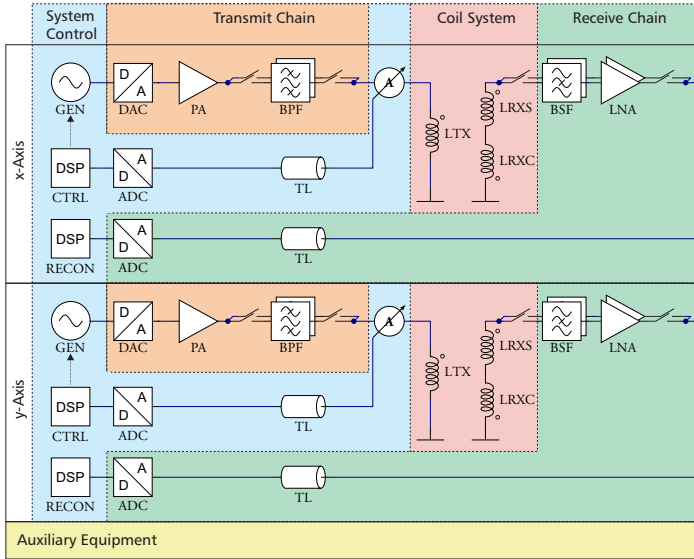 System
Control
Transmit Chain
Coil System
Receive Chain
x-Axis
GEN
D
A
DAC
PA
BPF
A
LTX
LRXS
LRXC
BSF
LNA
DSP
CTRL
A
D
ADC
TL
DSP
RECON
A
D
ADC
TL
y-Axis
GEN
D
A
DAC
PA
BPF
A
LTX
LRXS
LRXC
BSF
LNA
DSP
CTRL
A
D
ADC
TL
DSP
RECON
A
D
ADC
TL
Auxiliary Equipment